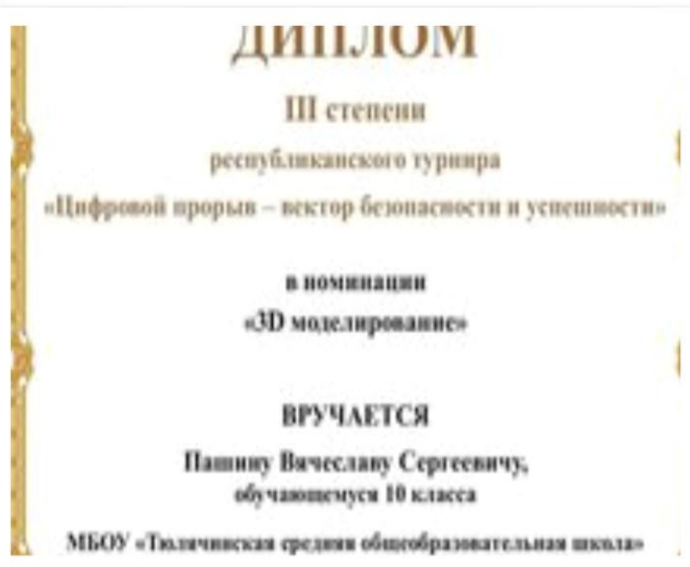 ДИПЛОМ
III степени
республиканского турнира
«Цифровой прорыв – вектор безопасности и успешности»
в номинации
«3D моделирование»
ВРУЧАЕТСЯ
Пашину Вячеславу Сергеевичу,
обучающемуся 10 класса
МБОУ «Тюлячинская средняя общеобразовательная школа»